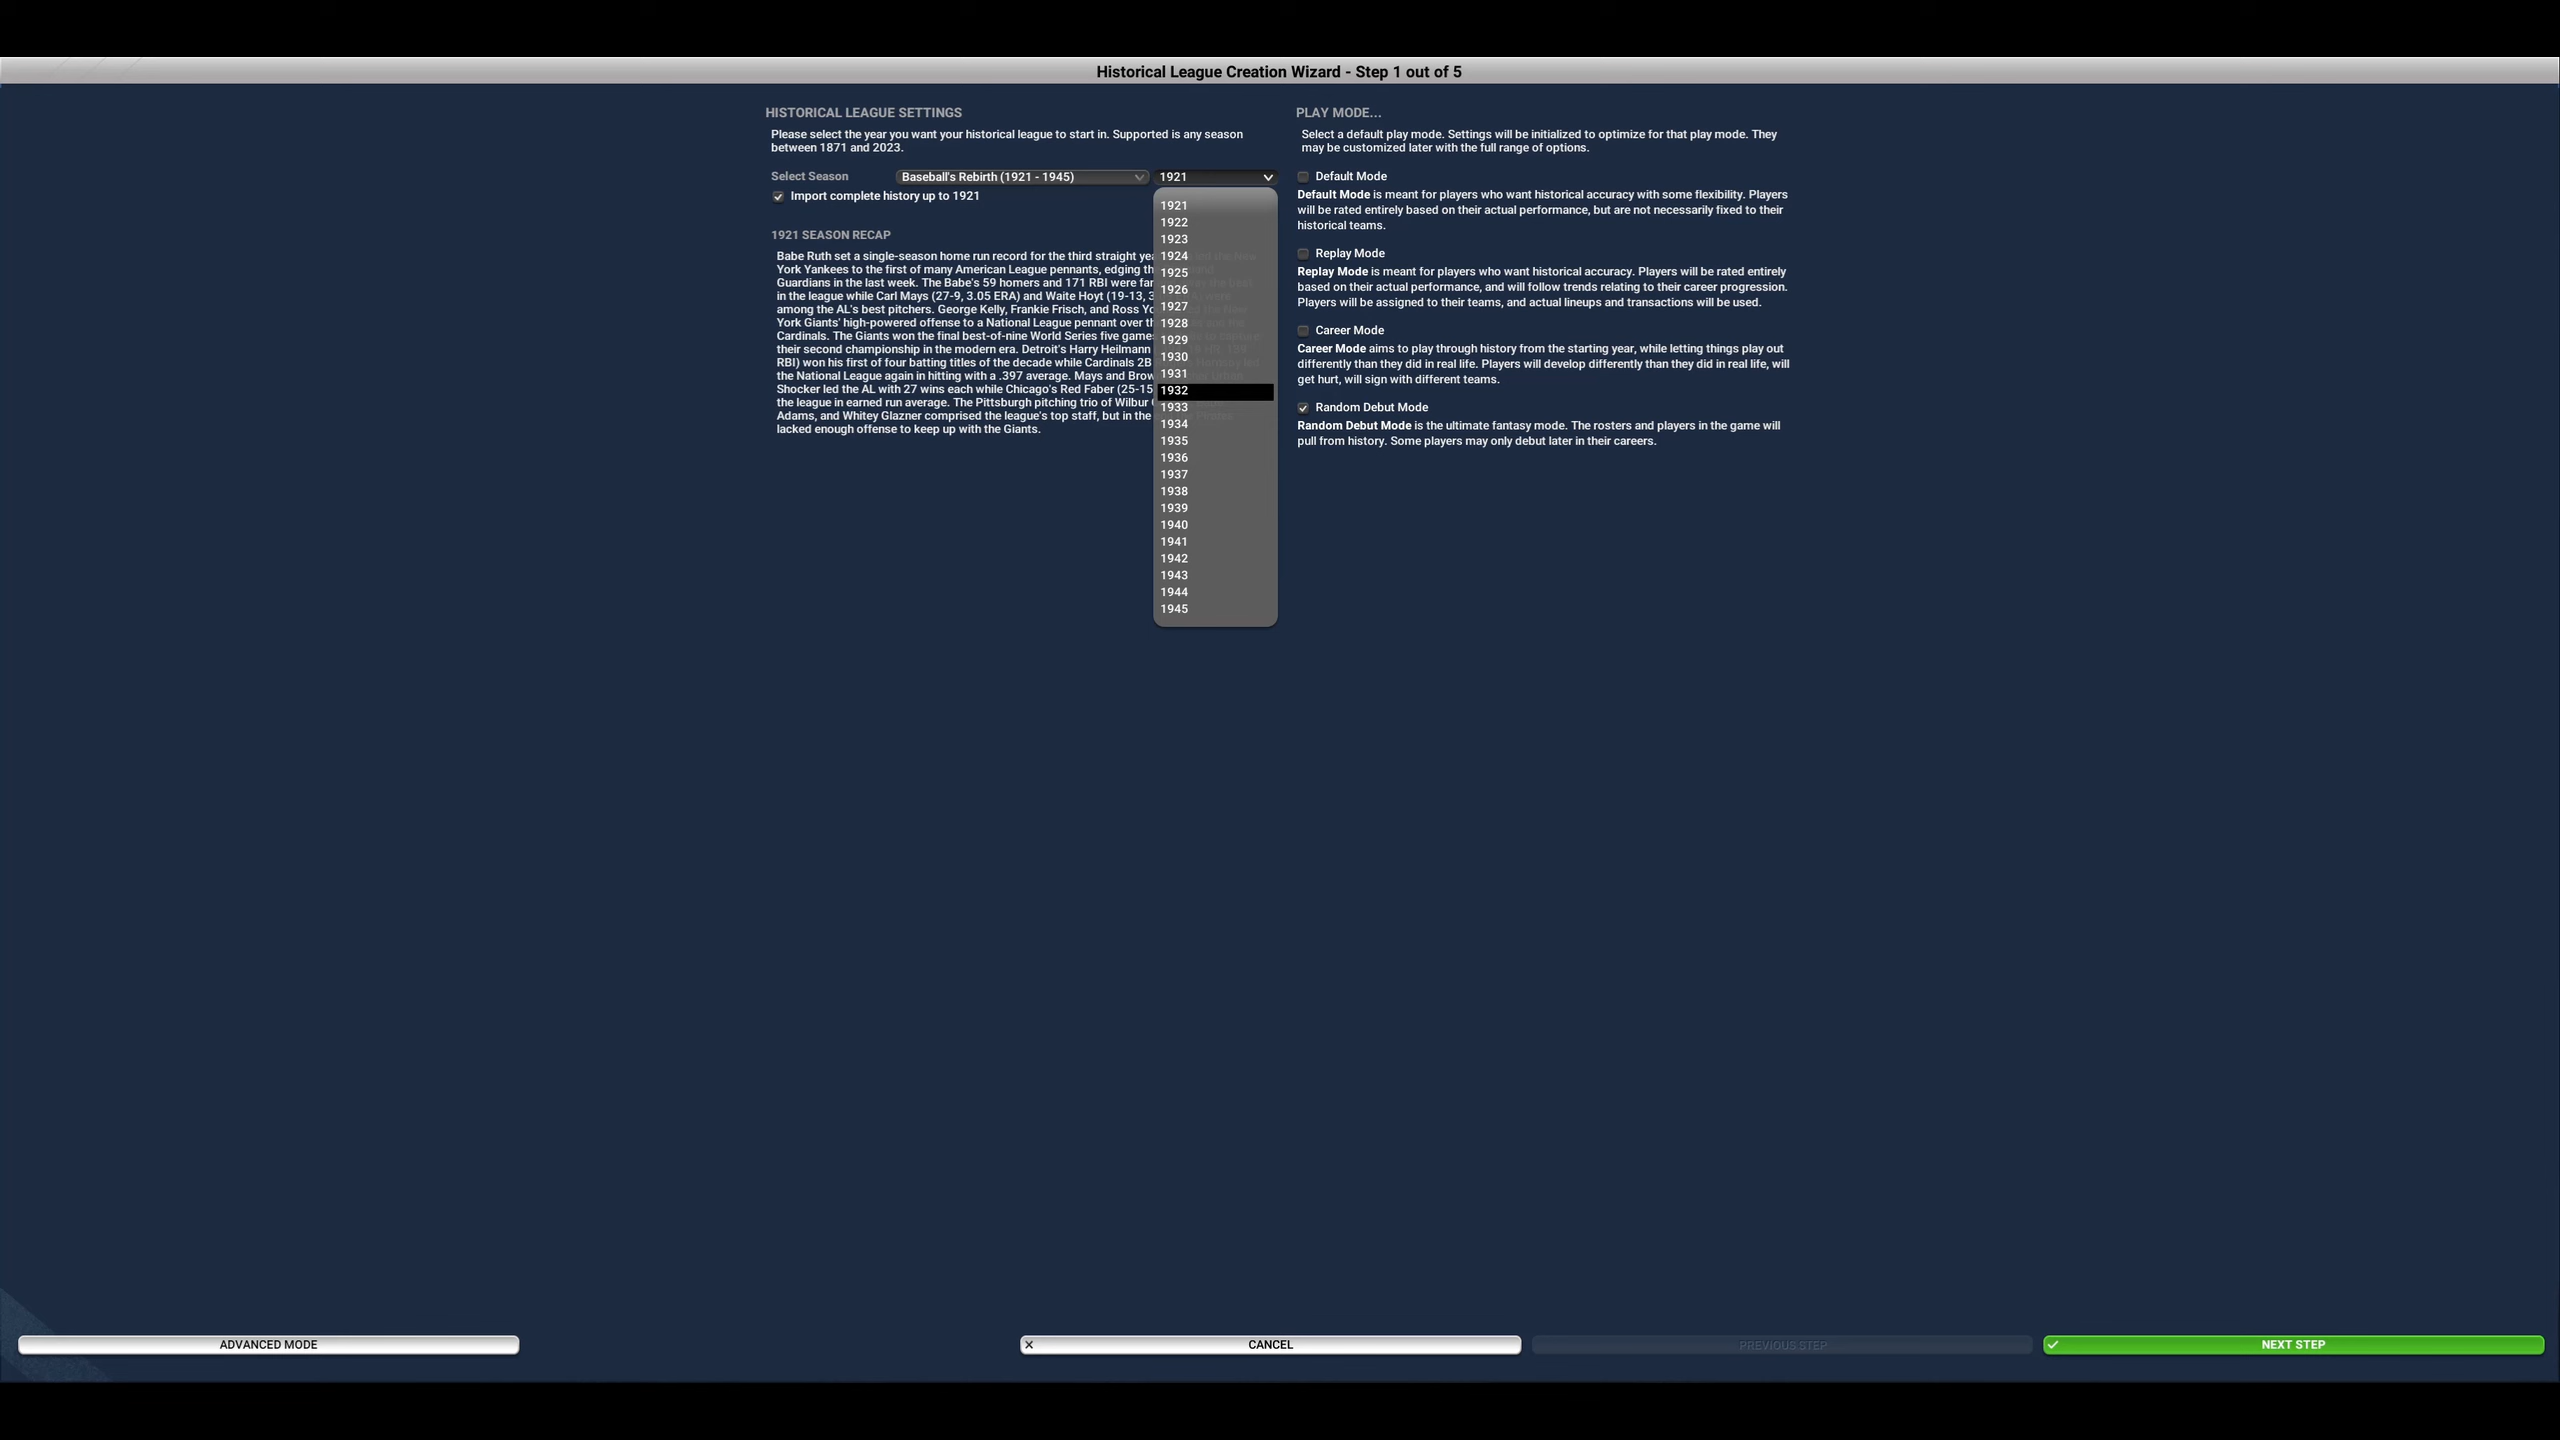 Historical League Creation Wizard - Step 1 out of 5
HISTORICAL LEAGUE SETTINGS
Please select the year you want your historical league to start in. Supported is any season
between 1871 and 2023.
Select Season
Baseball's Rebirth (1921 - 1945)
1921
Import complete history up to 1921
1921 SEASON RECAP
Babe Ruth set a single-season home run record for the third straight
York Yankees to the first of many American League pennants, edging
Guardians in the last week. The Babe's 59 homers and 171 RBI were
in the league while Carl Mays (27-9, 3.05 ERA) and Waite Hoyt (19-13,
among the AL's best pitchers. George Kelly, Frankie Frisch, and Ross
York Giants' high-powered offense to a National League pennant over
Cardinals. The Giants won the final best-of-nine World Series five
their second championship in the modern era. Detroit's Harry Heilmann
RBI) won his first of four batting titles of the decade while Cardinals 2B
the National League again in hitting with a .397 average. Mays and
Shocker led the AL with 27 wins each while Chicago's Red Faber (25-15
the league in earned run average. The Pittsburgh pitching trio of Wilbur
Adams, and Whitey Glazner comprised the league's top staff, but in the
lacked enough offense to keep up with the Giants.
1921
1922
1923
1924
1925
1926
1927
1928
1929
1930
1931
1932
1933
1934
1935
1936
1937
1938
1939
1940
1941
1942
1943
1944
1945
PLAY MODE...
Select a default play mode. Settings will be initialized to optimize for that play mode. They
may be customized later with the full range of options.
Default Mode
Default Mode is meant for players who want historical accuracy with some flexibility. Players
will be rated entirely based on their actual performance, but are not necessarily fixed to their
historical teams.
Replay Mode
Replay Mode is meant for players who want historical accuracy. Players will be rated entirely
based on their actual performance, and will follow trends relating to their career progression.
Players will be assigned to their teams, and actual lineups and transactions will be used.
Career Mode
Career Mode aims to play through history from the starting year, while letting things play out
differently than they did in real life. Players will develop differently than they did in real life, will
get hurt, will sign with different teams.
Random Debut Mode
Random Debut Mode is the ultimate fantasy mode. The rosters and players in the game will
pull from history. Some players may only debut later in their careers.
ADVANCED MODE
CANCEL
PREVIOUS STEP
NEXT STEP